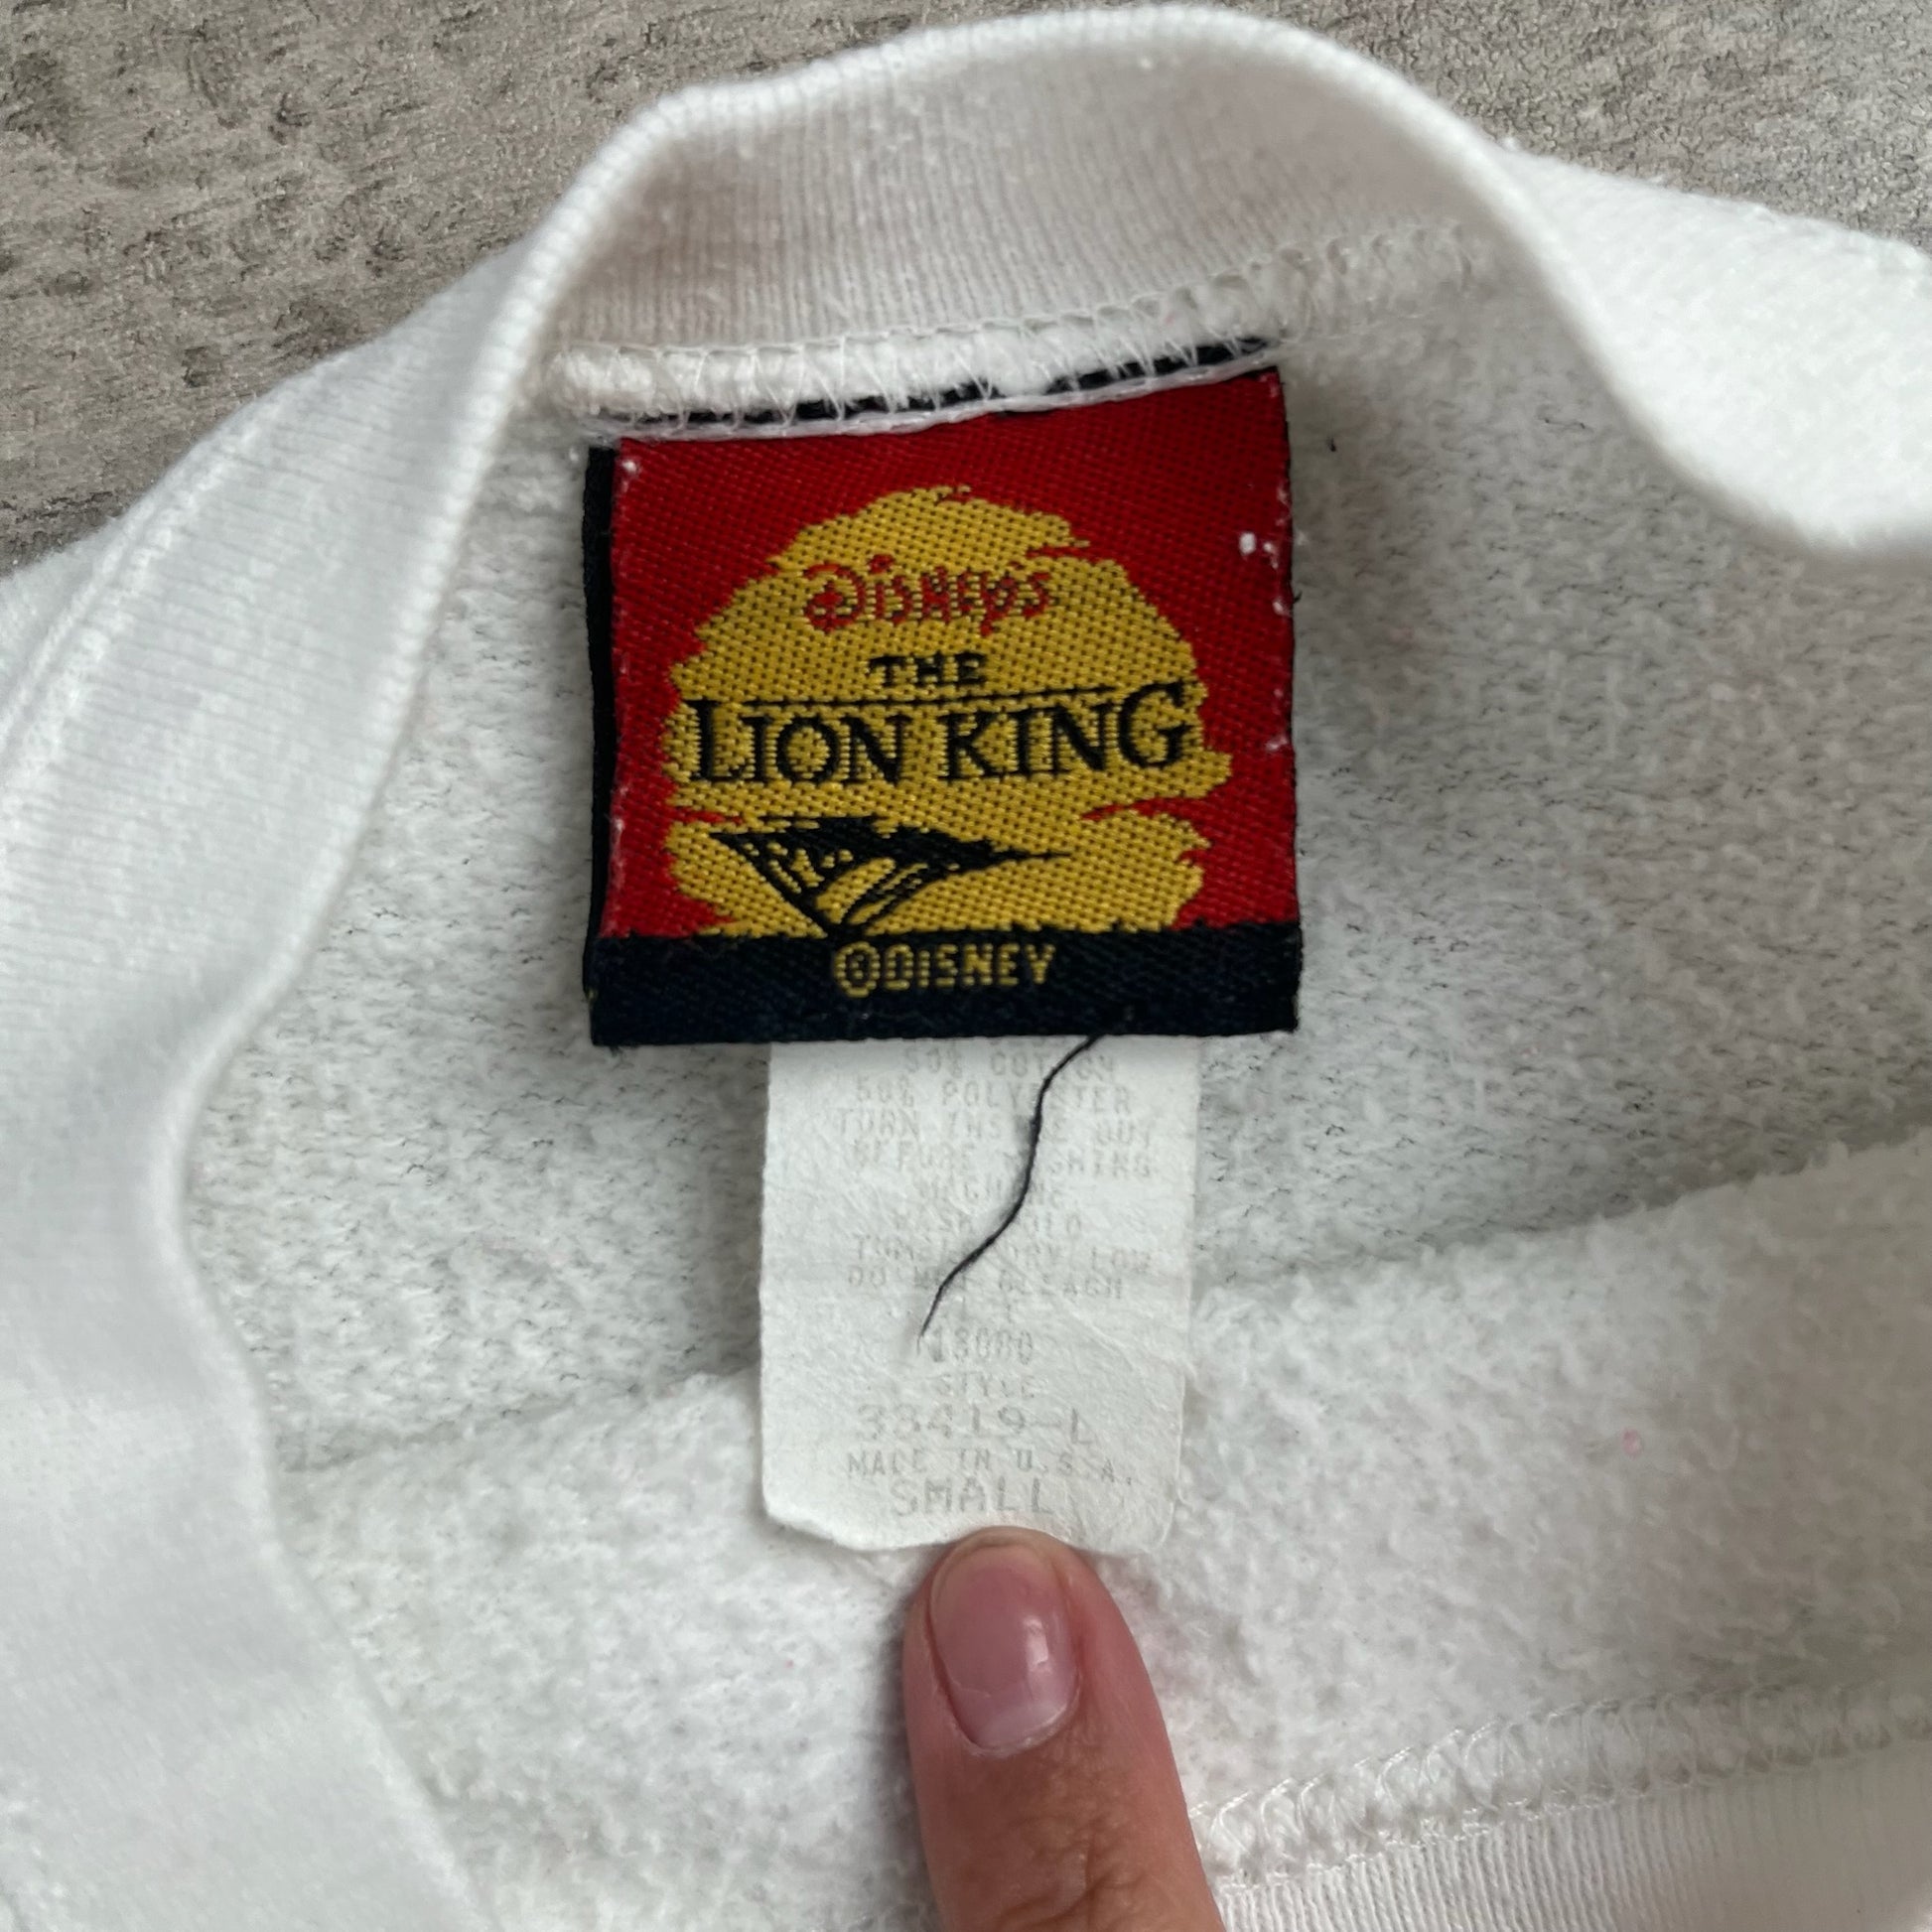 Disney's
THE
LION KING
©DISNEY
50% COTTON
50% POLYESTER
TURN INSIDE OUT
BEFORE WASHING
MACHINE
WASH COLD
TUMBLE DRY LOW
DO NOT BLEACH
STYLE
33419-L
MADE IN U.S.A.
SMALL